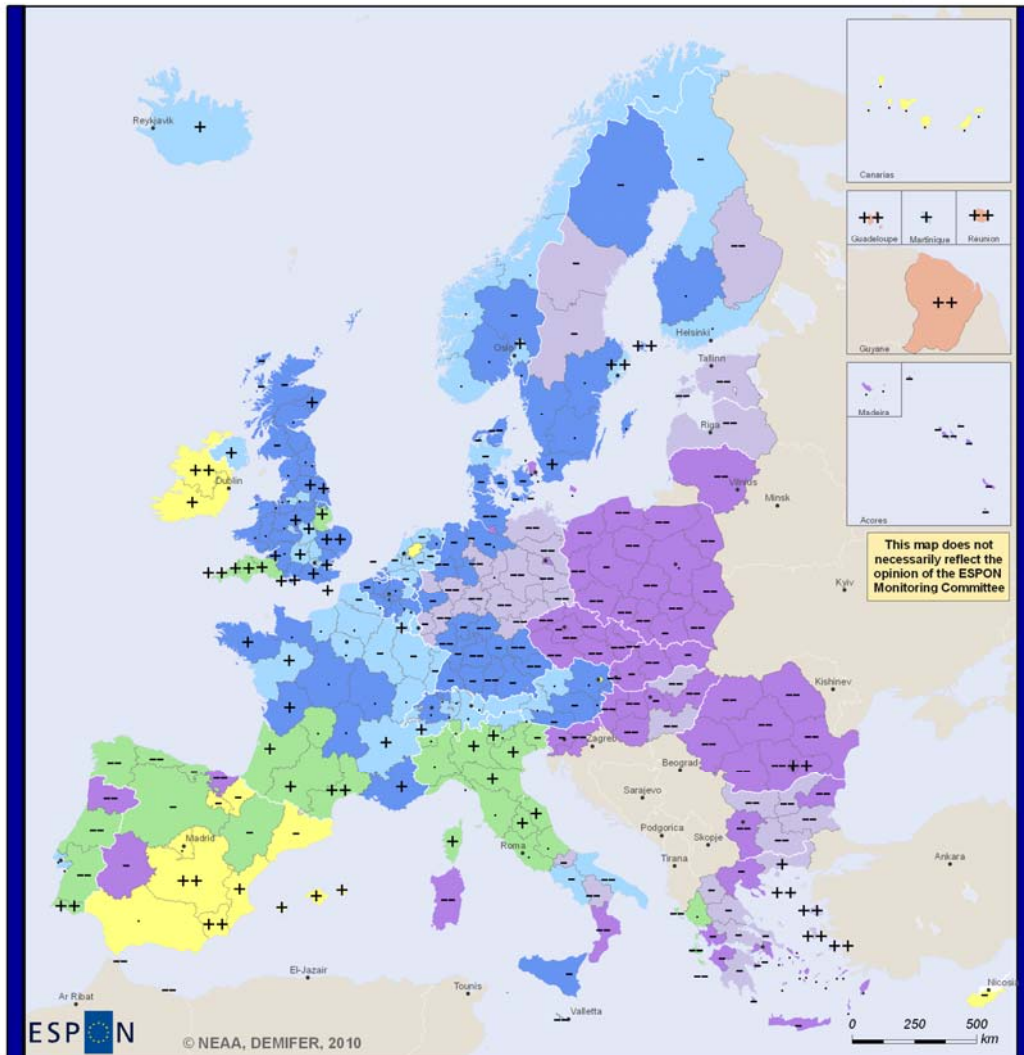 Reykjavik
Canarias
Guadeloupe
Martinique
Reunion
Guyane
Madeira
Acores
This map does not
necessarily reflect the
opinion of the ESPON
Monitoring Committee
Oslo
Helsinki
Tallinn
Riga
Dublin
Vilnius
Minsk
Kyiv
Kishinev
Zagreb
Beograd
Sarajevo
Podgorica
Skopje
Tirana
Roma
Madrid
Ankara
Nicosia
El-Jazair
Tounis
Ar Ribat
Valletta
ESPON
© NEAA, DEMIFER, 2010
0 250 500
km